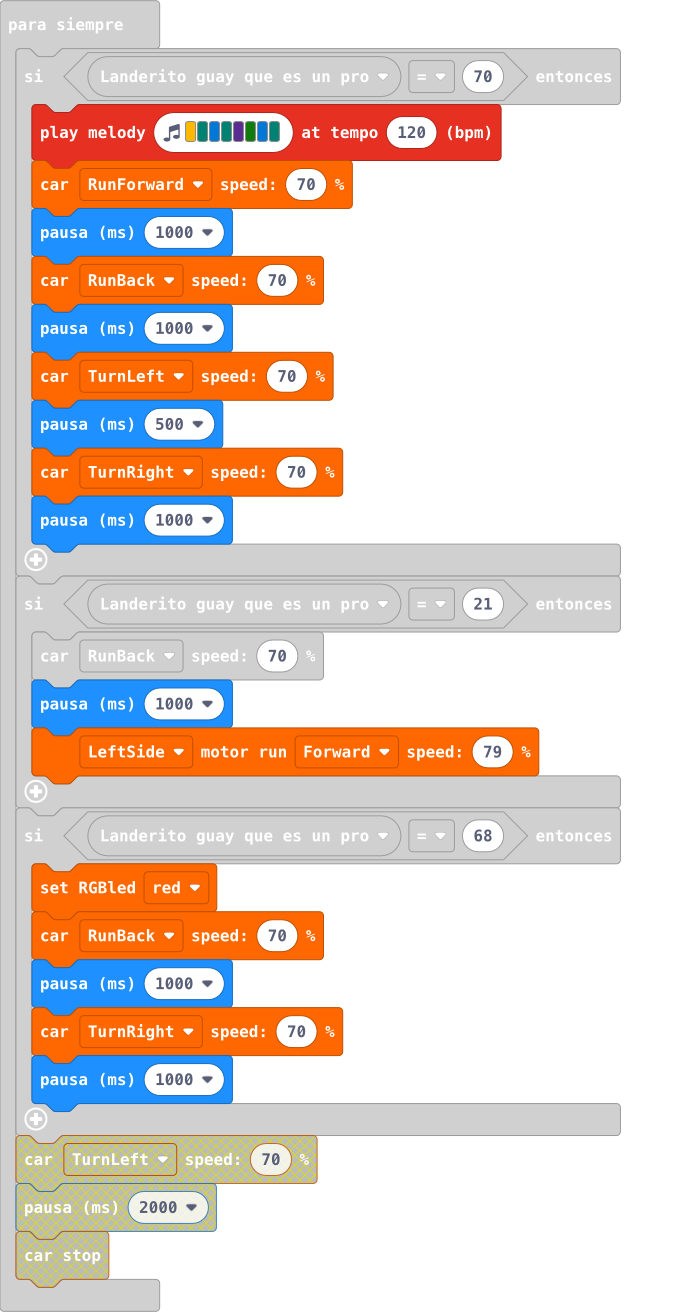 para siempre
si Landerito guay que es un pro = 70 entonces
play melody at tempo 120 (bpm)
car RunForward speed: 70 %
pausa (ms) 1000
car RunBack speed: 70 %
pausa (ms) 1000
car TurnLeft speed: 70 %
pausa (ms) 500
car TurnRight speed: 70 %
pausa (ms) 1000
si Landerito guay que es un pro = 21 entonces
car RunBack speed: 70 %
pausa (ms) 1000
LeftSide motor run Forward speed: 79 %
si Landerito guay que es un pro = 68 entonces
set RGBled red
car RunBack speed: 70 %
pausa (ms) 1000
car TurnRight speed: 70 %
pausa (ms) 1000
car TurnLeft speed: 70 %
pausa (ms) 2000
car stop